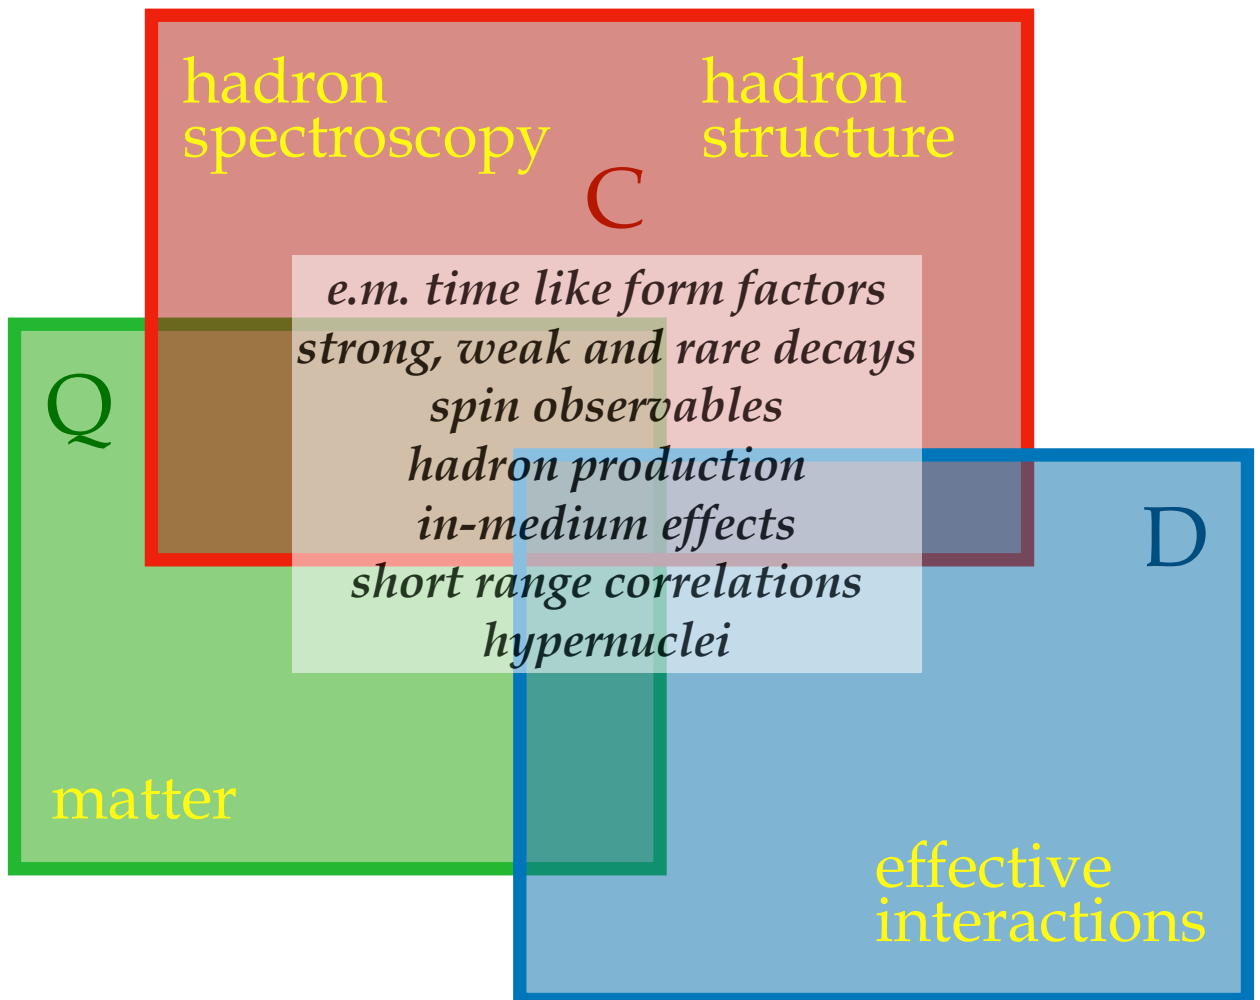 hadron
spectroscopy
hadron
structure
C
e.m. time like form factors
strong, weak and rare decays
spin observables
hadron production
in-medium effects
short range correlations
hypernuclei
Q
D
matter
effective
interactions